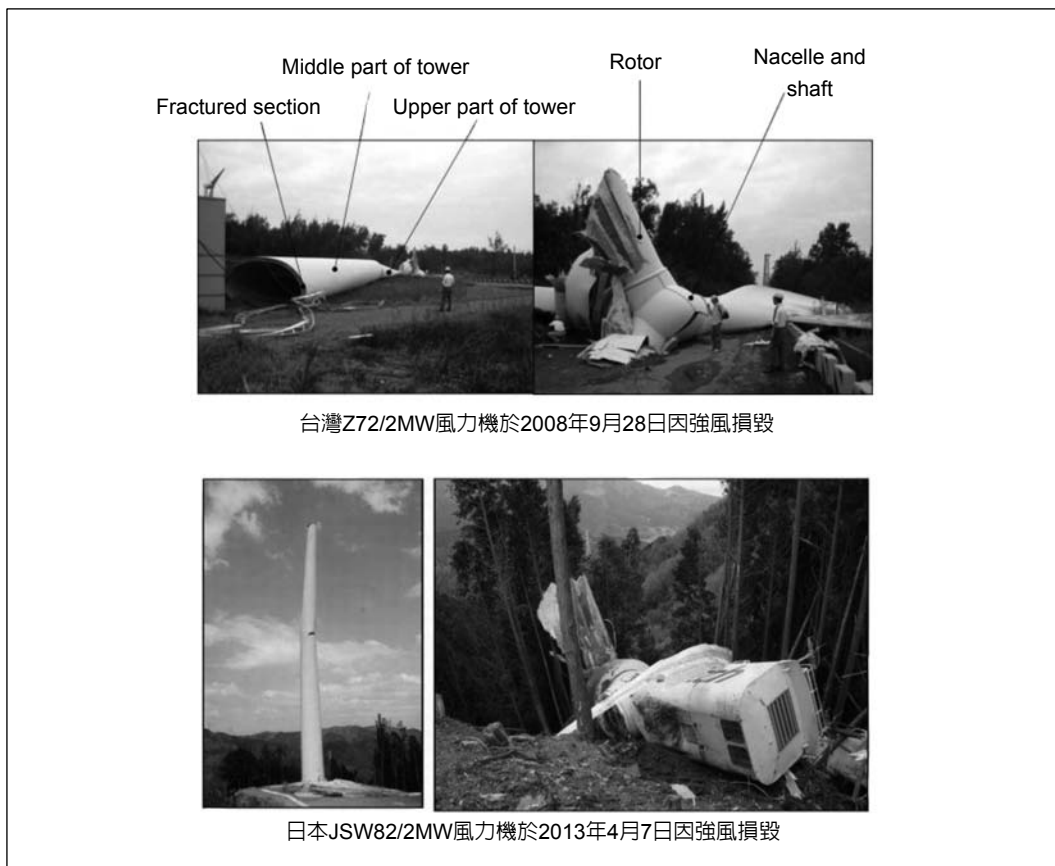 Middle part of tower
Fractured section
Upper part of tower
Rotor
Nacelle and
shaft
台灣Z72/2MW風力機於2008年9月28日因強風損毀
日本JSW82/2MW風力機於2013年4月7日因強風損毀